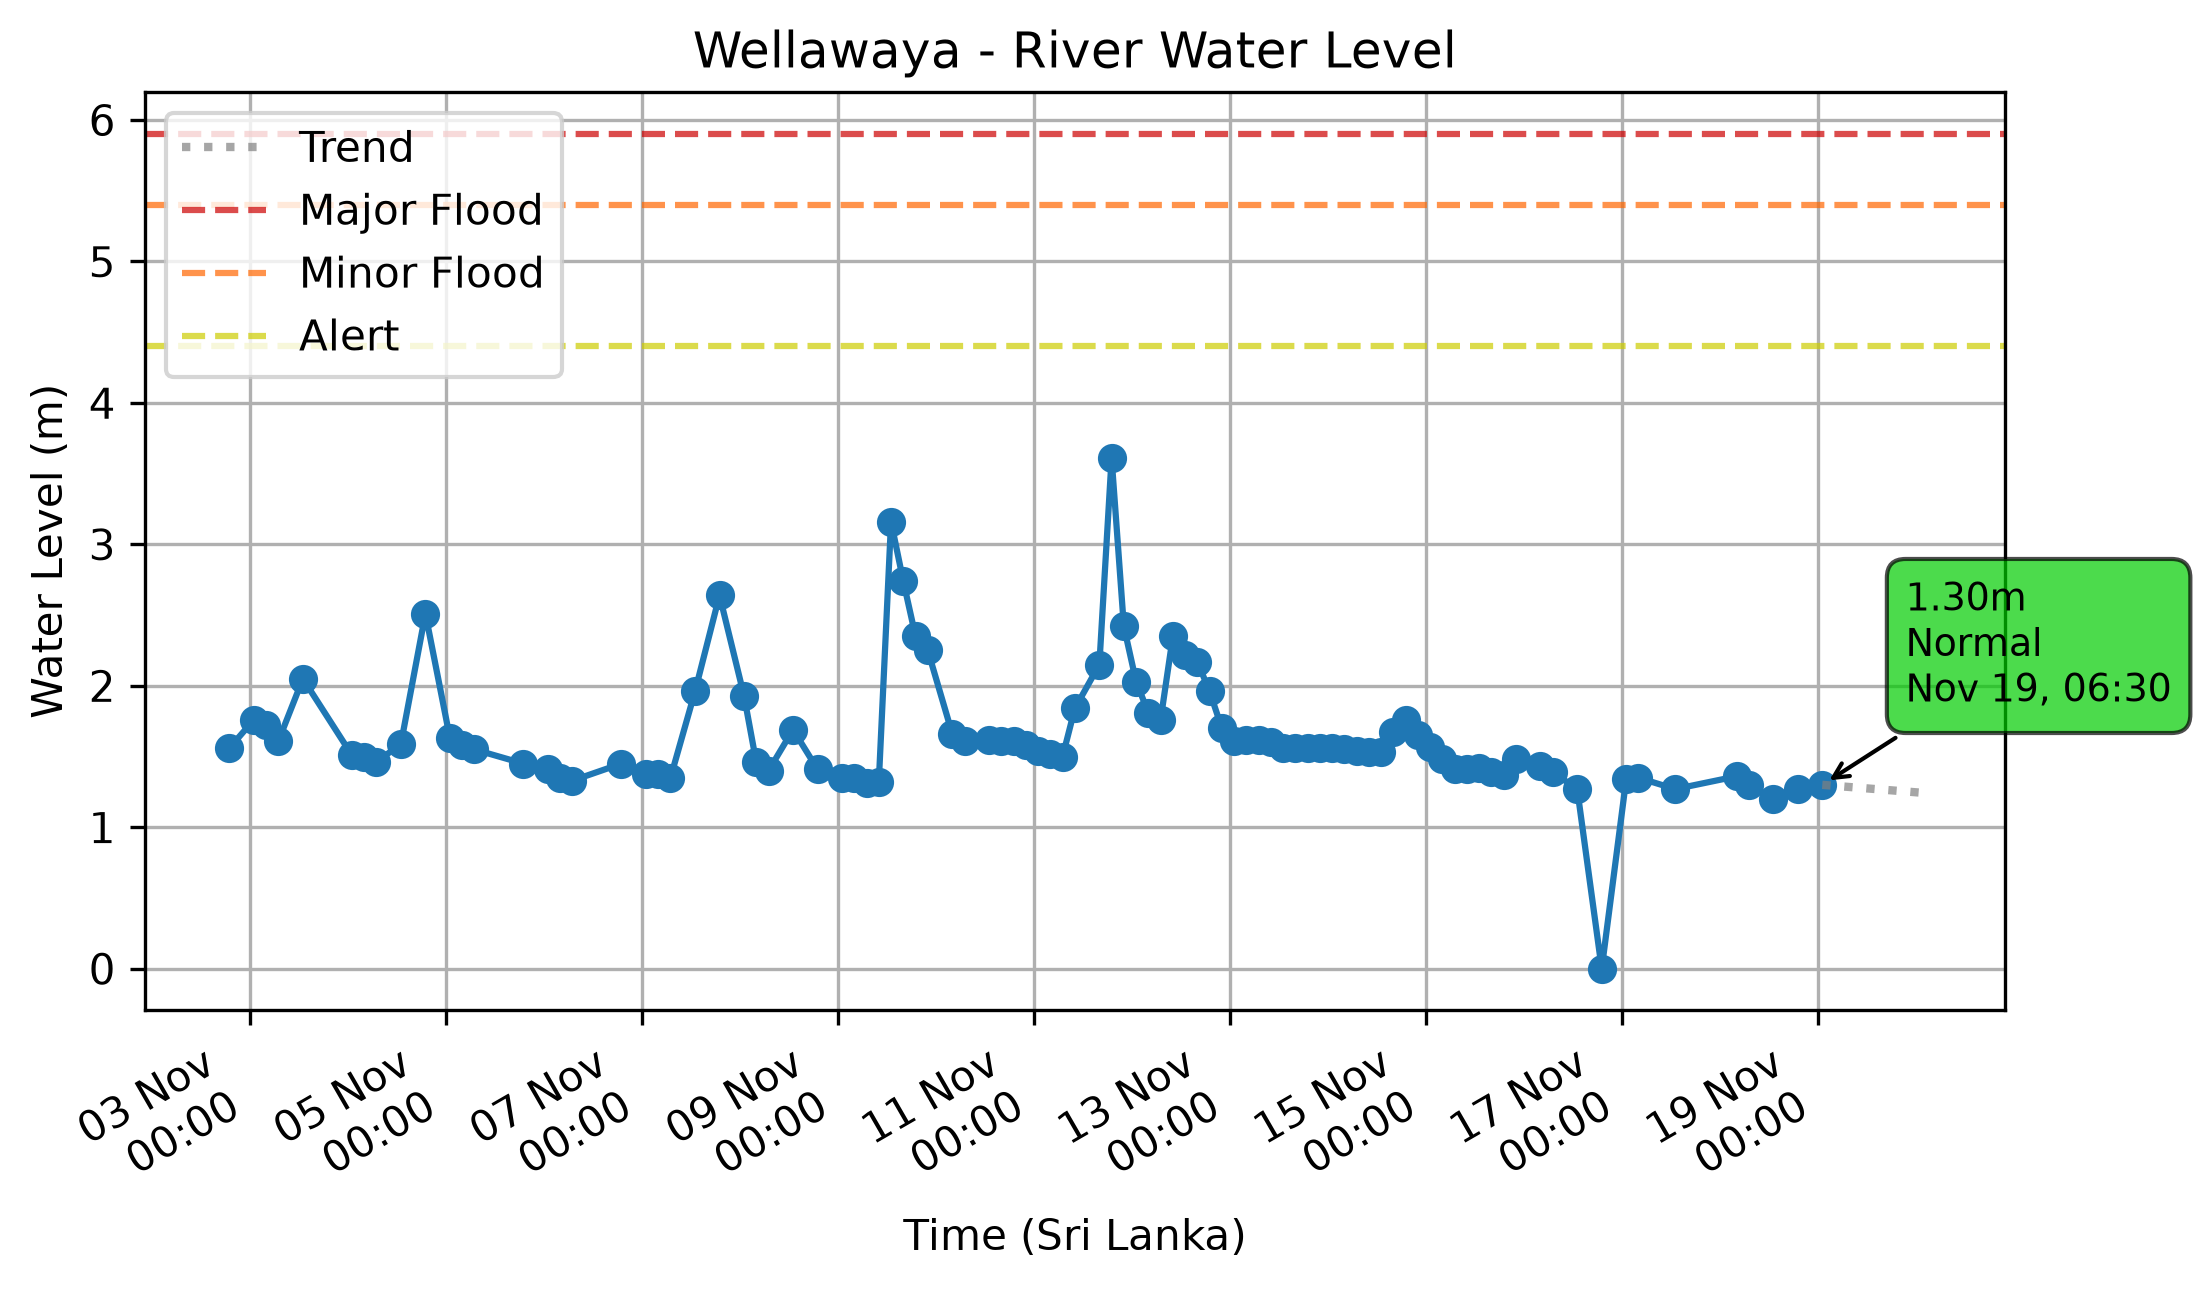 Wellawaya - River Water Level
Trend
Major Flood
Minor Flood
Alert
Water Level (m)
6
5
4
3
2
1
0
1.30m
Normal
Nov 19, 06:30
03 Nov
00:00
05 Nov
00:00
07 Nov
00:00
09 Nov
00:00
11 Nov
00:00
13 Nov
00:00
15 Nov
00:00
17 Nov
00:00
19 Nov
00:00
Time (Sri Lanka)